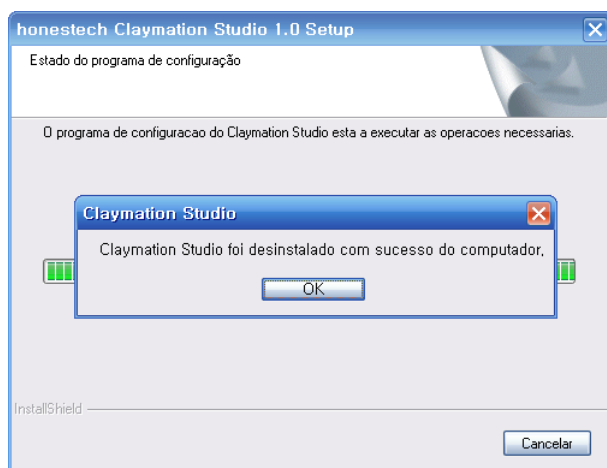 honestech Claymation Studio 1.0 Setup
Estado do programa de configuração
O programa de configuracao do Claymation Studio esta a executar as operacoes necessarias.
Claymation Studio
Claymation Studio foi desinstalado com sucesso do computador.
OK
InstallShield
Cancelar